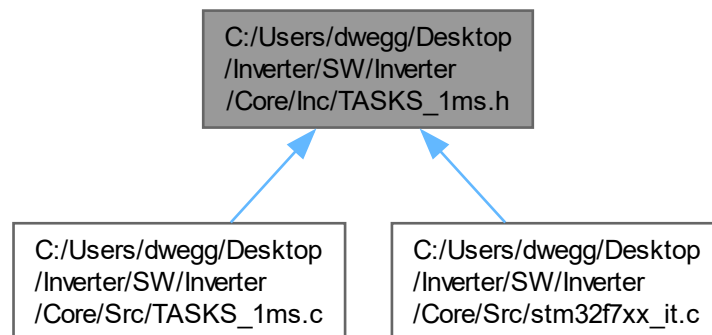 C:/Users/dwegg/Desktop
/Inverter/SW/Inverter
/Core/Inc/TASKS_1ms.h
C:/Users/dwegg/Desktop
/Inverter/SW/Inverter
/Core/Src/TASKS_1ms.c
C:/Users/dwegg/Desktop
/Inverter/SW/Inverter
/Core/Src/stm32f7xx_it.c